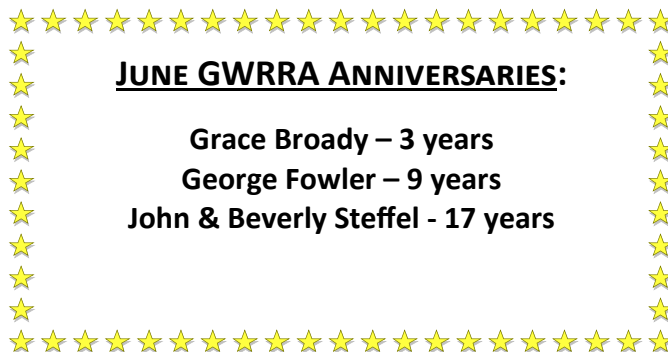 JUNE GWRRA ANNIVERSARIES:
Grace Broady – 3 years
George Fowler – 9 years
John & Beverly Steffel - 17 years